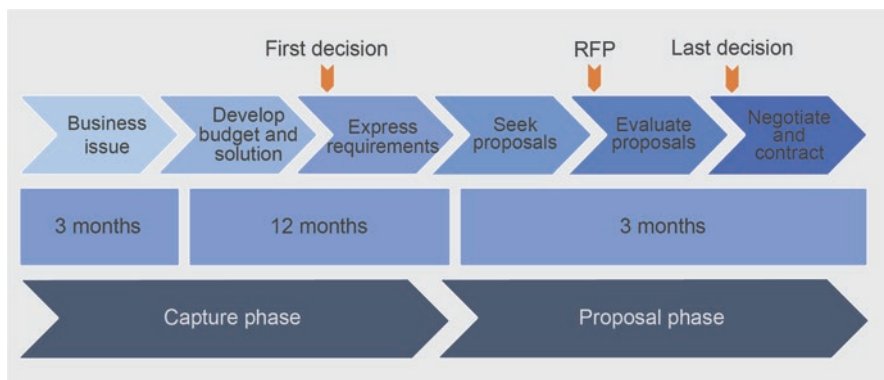 First decision
RFP
Last decision
Business
issue
Develop
budget and
solution
Express
requirements
Seek
proposals
Evaluate
proposals
Negotiate
and
contract
3 months
12 months
3 months
Capture phase
Proposal phase